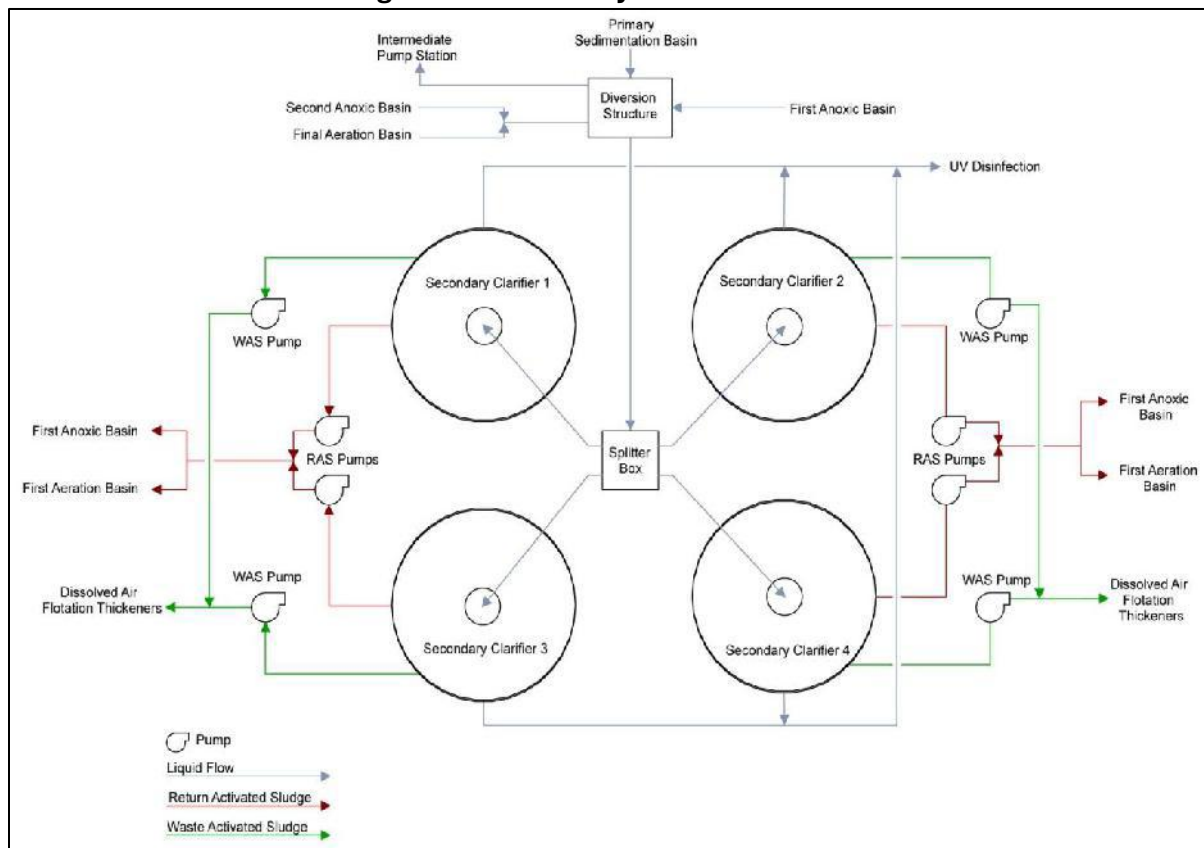 Primary
Sedimentation Basin
Intermediate
Pump Station
Diversion
Structure
Second Anoxic Basin
First Anoxic Basin
Final Aeration Basin
UV Disinfection
Secondary Clarifier 1
Secondary Clarifier 2
WAS Pump
WAS Pump
First Anoxic Basin
RAS Pumps
First Aeration Basin
Splitter
Box
RAS Pumps
First Anoxic
Basin
First Aeration
Basin
WAS Pump
WAS Pump
Dissolved Air
Flotation Thickeners
Dissolved Air
Flotation
Thickeners
Secondary Clarifier 3
Secondary Clarifier 4
Pump
Liquid Flow
Return Activated Sludge
Waste Activated Sludge